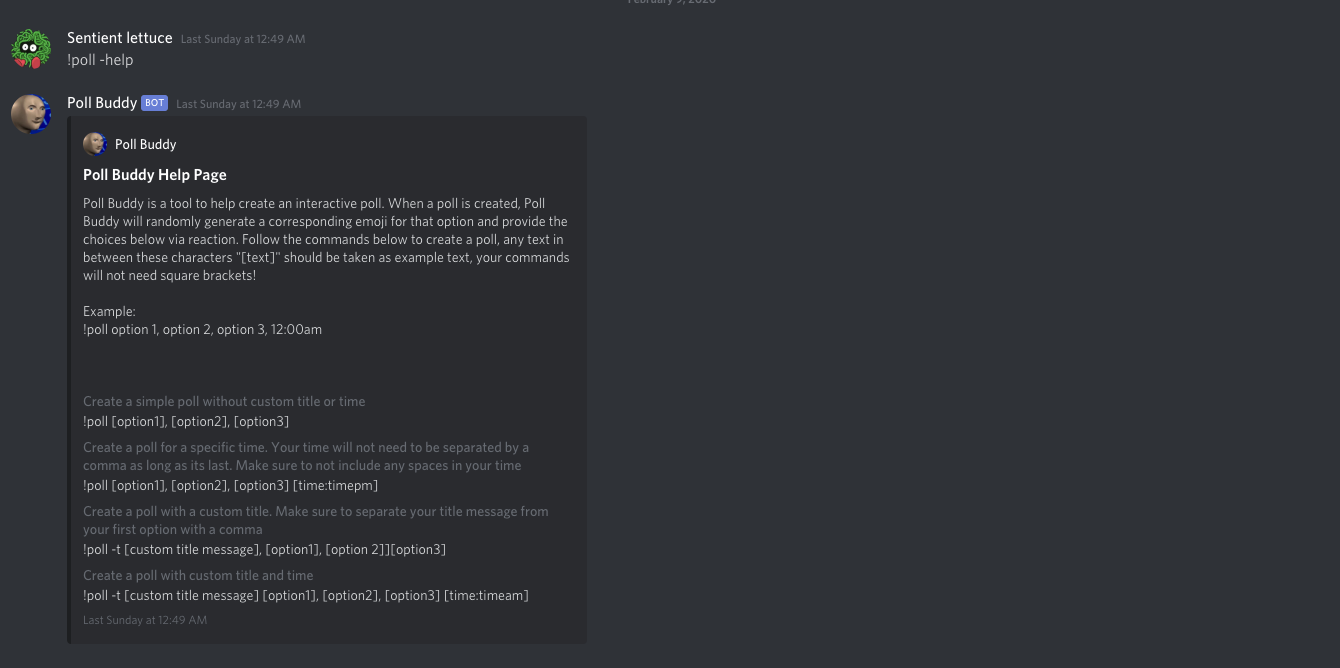 February 9, 2020
Sentient lettuce Last Sunday at 12:49 AM
!poll -help
Poll Buddy BOT Last Sunday at 12:49 AM
Poll Buddy
Poll Buddy Help Page
Poll Buddy is a tool to help create an interactive poll. When a poll is created, Poll
Buddy will randomly generate a corresponding emoji for that option and provide the
choices below via reaction. Follow the commands below to create a poll, any text in
between these characters "[text]" should be taken as example text, your commands
will not need square brackets!
Example:
!poll option 1, option 2, option 3, 12:00am
Create a simple poll without custom title or time
!poll [option1], [option2], [option3]
Create a poll for a specific time. Your time will not need to be separated by a
comma as long as its last. Make sure to not include any spaces in your time
!poll [option1], [option2], [option3] [time:timepm]
Create a poll with a custom title. Make sure to separate your title message from
your first option with a comma
!poll -t [custom title message], [option1], [option 2]][option3]
Create a poll with custom title and time
!poll -t [custom title message] [option1], [option2], [option3] [time:timeam]
Last Sunday at 12:49 AM